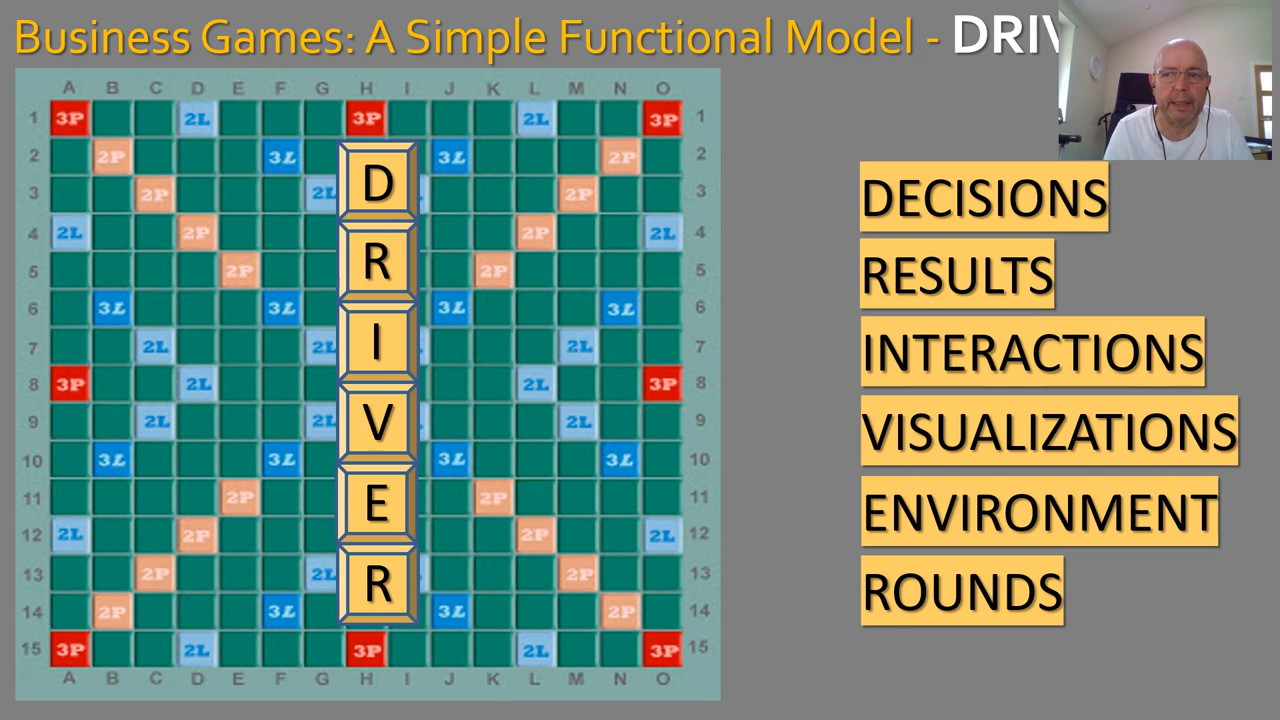 Business Games: A Simple Functional Model - DRIV
A B C D E F G H I J K L M N O
1 3P 2L 3P 2L 3P 1
2 2P 3L 3L 2P 2
3 2P 2L D 2P 3
4 2L 2P 2P 2L 4
5 2P R 2P 5
6 3L 3L 3L 3L 6
7 2L 2L I 2L 7
8 3P 2L 2L 3P 8
9 2L 2L V 2L 9
10 3L 3L 3L 3L 10
11 2P E 2P 11
12 2L 2P 2P 2L 12
13 2P 2L R 2P 13
14 2P 3L 3L 2P 14
15 3P 2L 3P 2L 3P 15
A B C D E F G H I J K L M N O
DECISIONS
RESULTS
INTERACTIONS
VISUALIZATIONS
ENVIRONMENT
ROUNDS